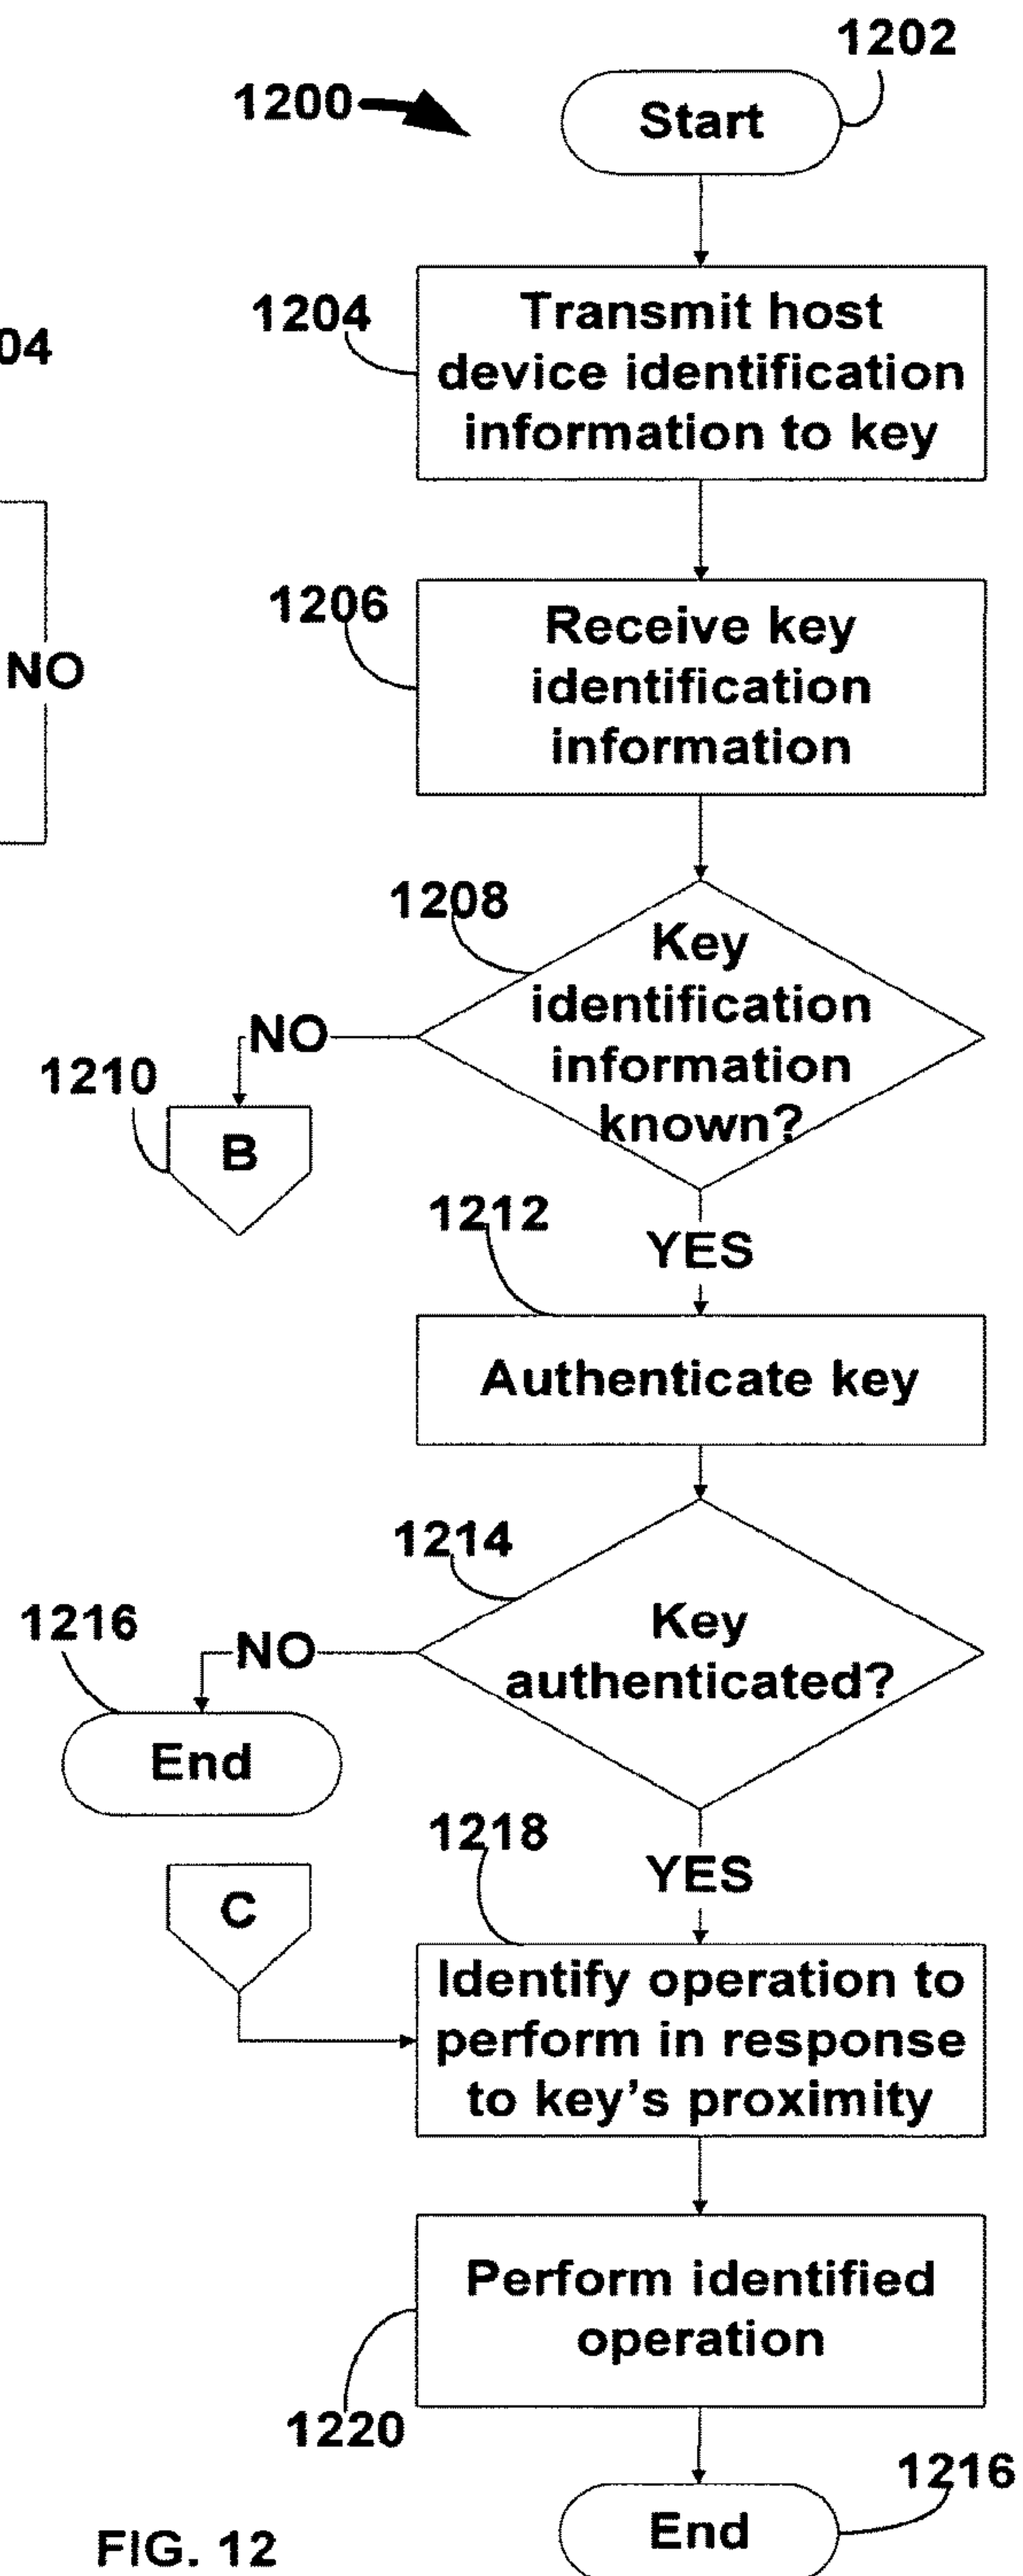 1202
1200
Start
1204
Transmit host
device identification
information to key
04
1206
Receive key
identification
information
NO
1208
Key
identification
information
known?
NO
1210
B
1212
YES
Authenticate key
1214
Key
authenticated?
1216
NO
End
1218
YES
C
Identify operation to
perform in response
to key's proximity
Perform identified
operation
1220
1216
End
FIG. 12